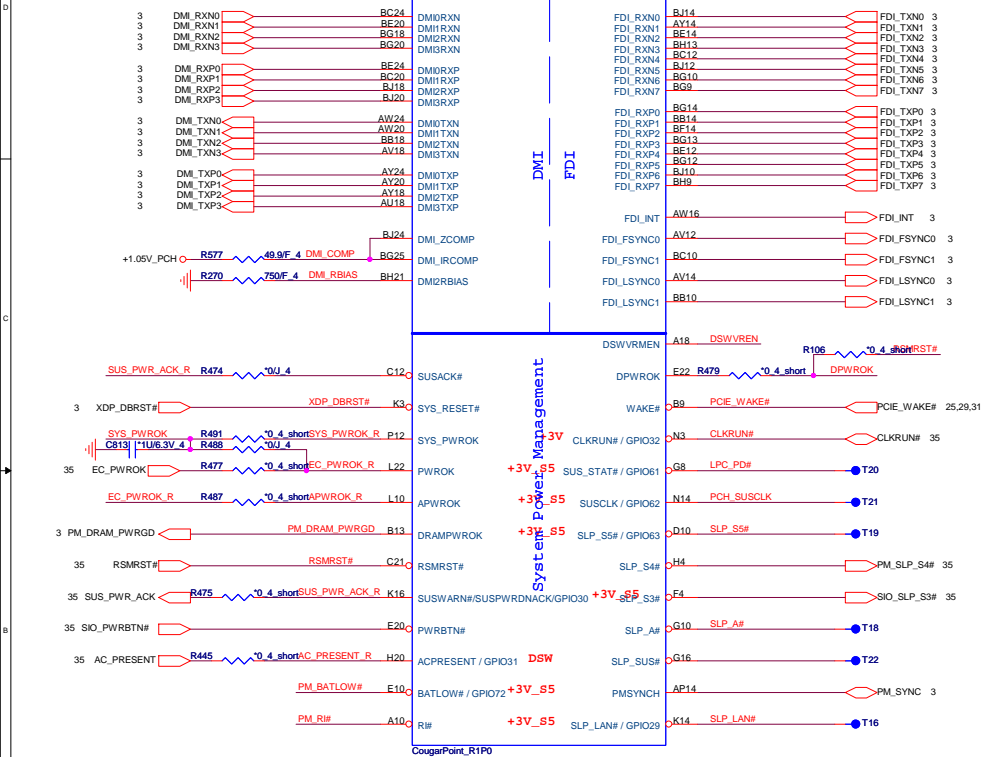 D
3 DMI_RXN0 BC24 DMI0RXN FDI_RXN0 BJ14 FDI_TXN0 3
3 DMI_RXN1 BE20 DMI1RXN FDI_RXN1 AY14 FDI_TXN1 3
3 DMI_RXN2 BG18 DMI2RXN FDI_RXN2 BE14 FDI_TXN2 3
3 DMI_RXN3 BG20 DMI3RXN FDI_RXN3 BH13 FDI_TXN3 3
FDI_RXN4 BC12 FDI_TXN4 3
3 DMI_RXP0 BE24 DMI0RXP FDI_RXN5 BJ12 FDI_TXN5 3
3 DMI_RXP1 BC20 DMI1RXP FDI_RXN6 BG10 FDI_TXN6 3
3 DMI_RXP2 BJ18 DMI2RXP FDI_RXN7 BG9 FDI_TXN7 3
3 DMI_RXP3 BJ20 DMI3RXP
FDI_RXP0 BG14 FDI_TXP0 3
3 DMI_TXN0 AW24 DMI0TXN FDI_RXP1 BB14 FDI_TXP1 3
3 DMI_TXN1 AW20 DMI1TXN FDI_RXP2 BF14 FDI_TXP2 3
3 DMI_TXN2 BB18 DMI2TXN FDI_RXP3 BG13 FDI_TXP3 3
3 DMI_TXN3 AV18 DMI3TXN FDI_RXP4 BE12 FDI_TXP4 3
DMI FDI
FDI_RXP5 BG12 FDI_TXP5 3
3 DMI_TXP0 AY24 DMI0TXP FDI_RXP6 BJ10 FDI_TXP6 3
3 DMI_TXP1 AY20 DMI1TXP FDI_RXP7 BH9 FDI_TXP7 3
3 DMI_TXP2 AY18 DMI2TXP
3 DMI_TXP3 AU18 DMI3TXP
FDI_INT AW16 FDI_INT 3
BJ24 DMI_ZCOMP FDI_FSYNC0 AV12 FDI_FSYNC0 3
+1.05V_PCH R577 49.9/F_4 DMI_COMP BG25 DMI_IRCOMP FDI_FSYNC1 BC10 FDI_FSYNC1 3
R270 750/F_4 DMI_RBIAS BH21 DMI2RBIAS FDI_LSYNC0 AV14 FDI_LSYNC0 3
FDI_LSYNC1 BB10 FDI_LSYNC1 3
C
DSWVRMEN A18 DSWVREN
R106 *0_4_short RSMRST#
System Power Management
SUS_PWR_ACK_R R474 *0/J_4 C12 SUSACK# DPWROK E22 R479 *0_4_short DPWROK
3 XDP_DBRST# XDP_DBRST# K3 SYS_RESET# WAKE# B9 PCIE_WAKE# PCIE_WAKE# 25,29,31
SYS_PWROK R491 *0_4_short SYS_PWROK_R P12 SYS_PWROK +3V CLKRUN# / GPIO32 N3 CLKRUN# CLKRUN# 35
C813 *1U/6.3V_4 R488 *0/J_4
35 EC_PWROK R477 *0_4_short EC_PWROK_R L22 PWROK +3V_S5 SUS_STAT# / GPIO61 G8 LPC_PD# T20
EC_PWROK_R R487 *0_4_short APWROK_R L10 APWROK +3V_S5 SUSCLK / GPIO62 N14 PCH_SUSCLK T21
3 PM_DRAM_PWRGD PM_DRAM_PWRGD B13 DRAMPWROK +3V_S5 SLP_S5# / GPIO63 D10 SLP_S5# T19
35 RSMRST# C21 RSMRST# SLP_S4# H4 PM_SLP_S4# 35
35 SUS_PWR_ACK R475 *0_4_short SUS_PWR_ACK_R K16 SUSWARN#/SUSPWRDNACK/GPIO30 +3V_S5 SLP_S3# F4 SIO_SLP_S3# 35
B
35 SIO_PWRBTN# E20 PWRBTN# SLP_A# G10 SLP_A# T18
35 AC_PRESENT R445 *0_4_short AC_PRESENT_R H20 ACPRESENT / GPIO31 DSW SLP_SUS# G16 T22
PM_BATLOW# E10 BATLOW# / GPIO72 +3V_S5 PMSYNCH AP14 PM_SYNC 3
PM_RI# A10 RI# +3V_S5 SLP_LAN# / GPIO29 K14 SLP_LAN# T16
CougarPoint_R1P0